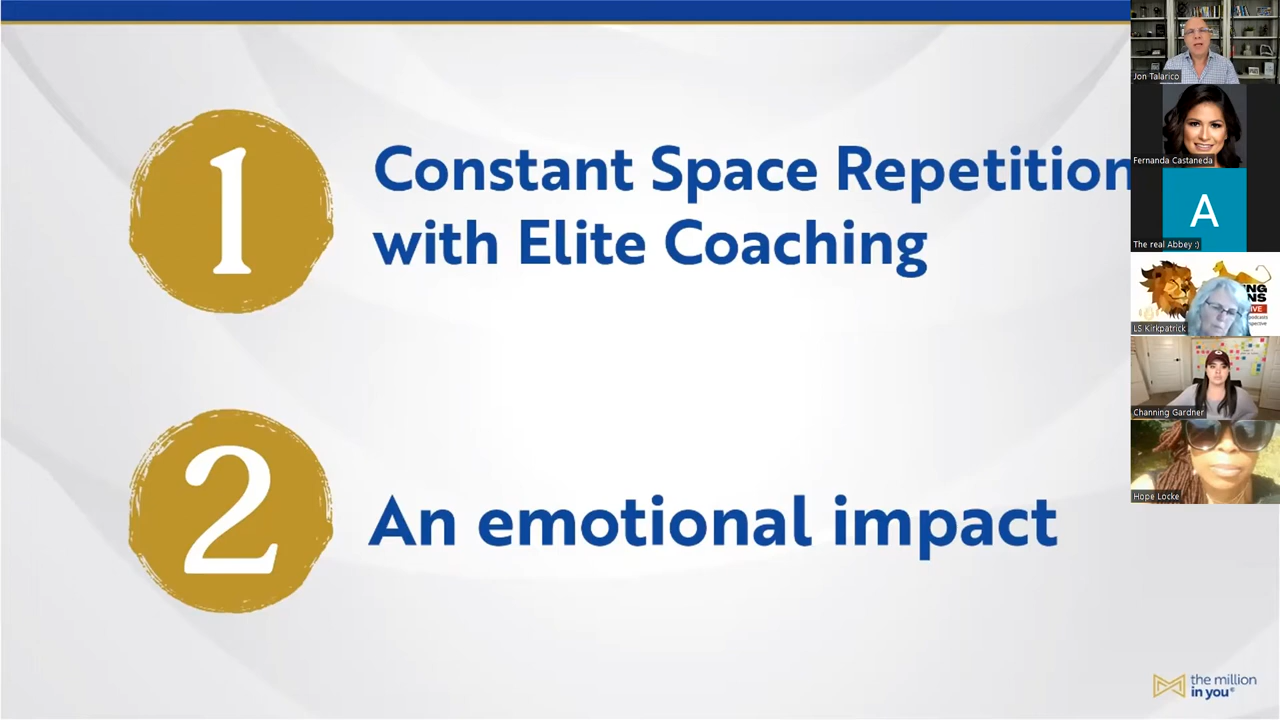 1
Constant Space Repetition
with Elite Coaching
2
An emotional impact
the million
in you
Jon Talarico
Fernanda Castaneda
A
The real Abbey :)
LS Kirkpatrick
Channing Gardner
Hope Locke